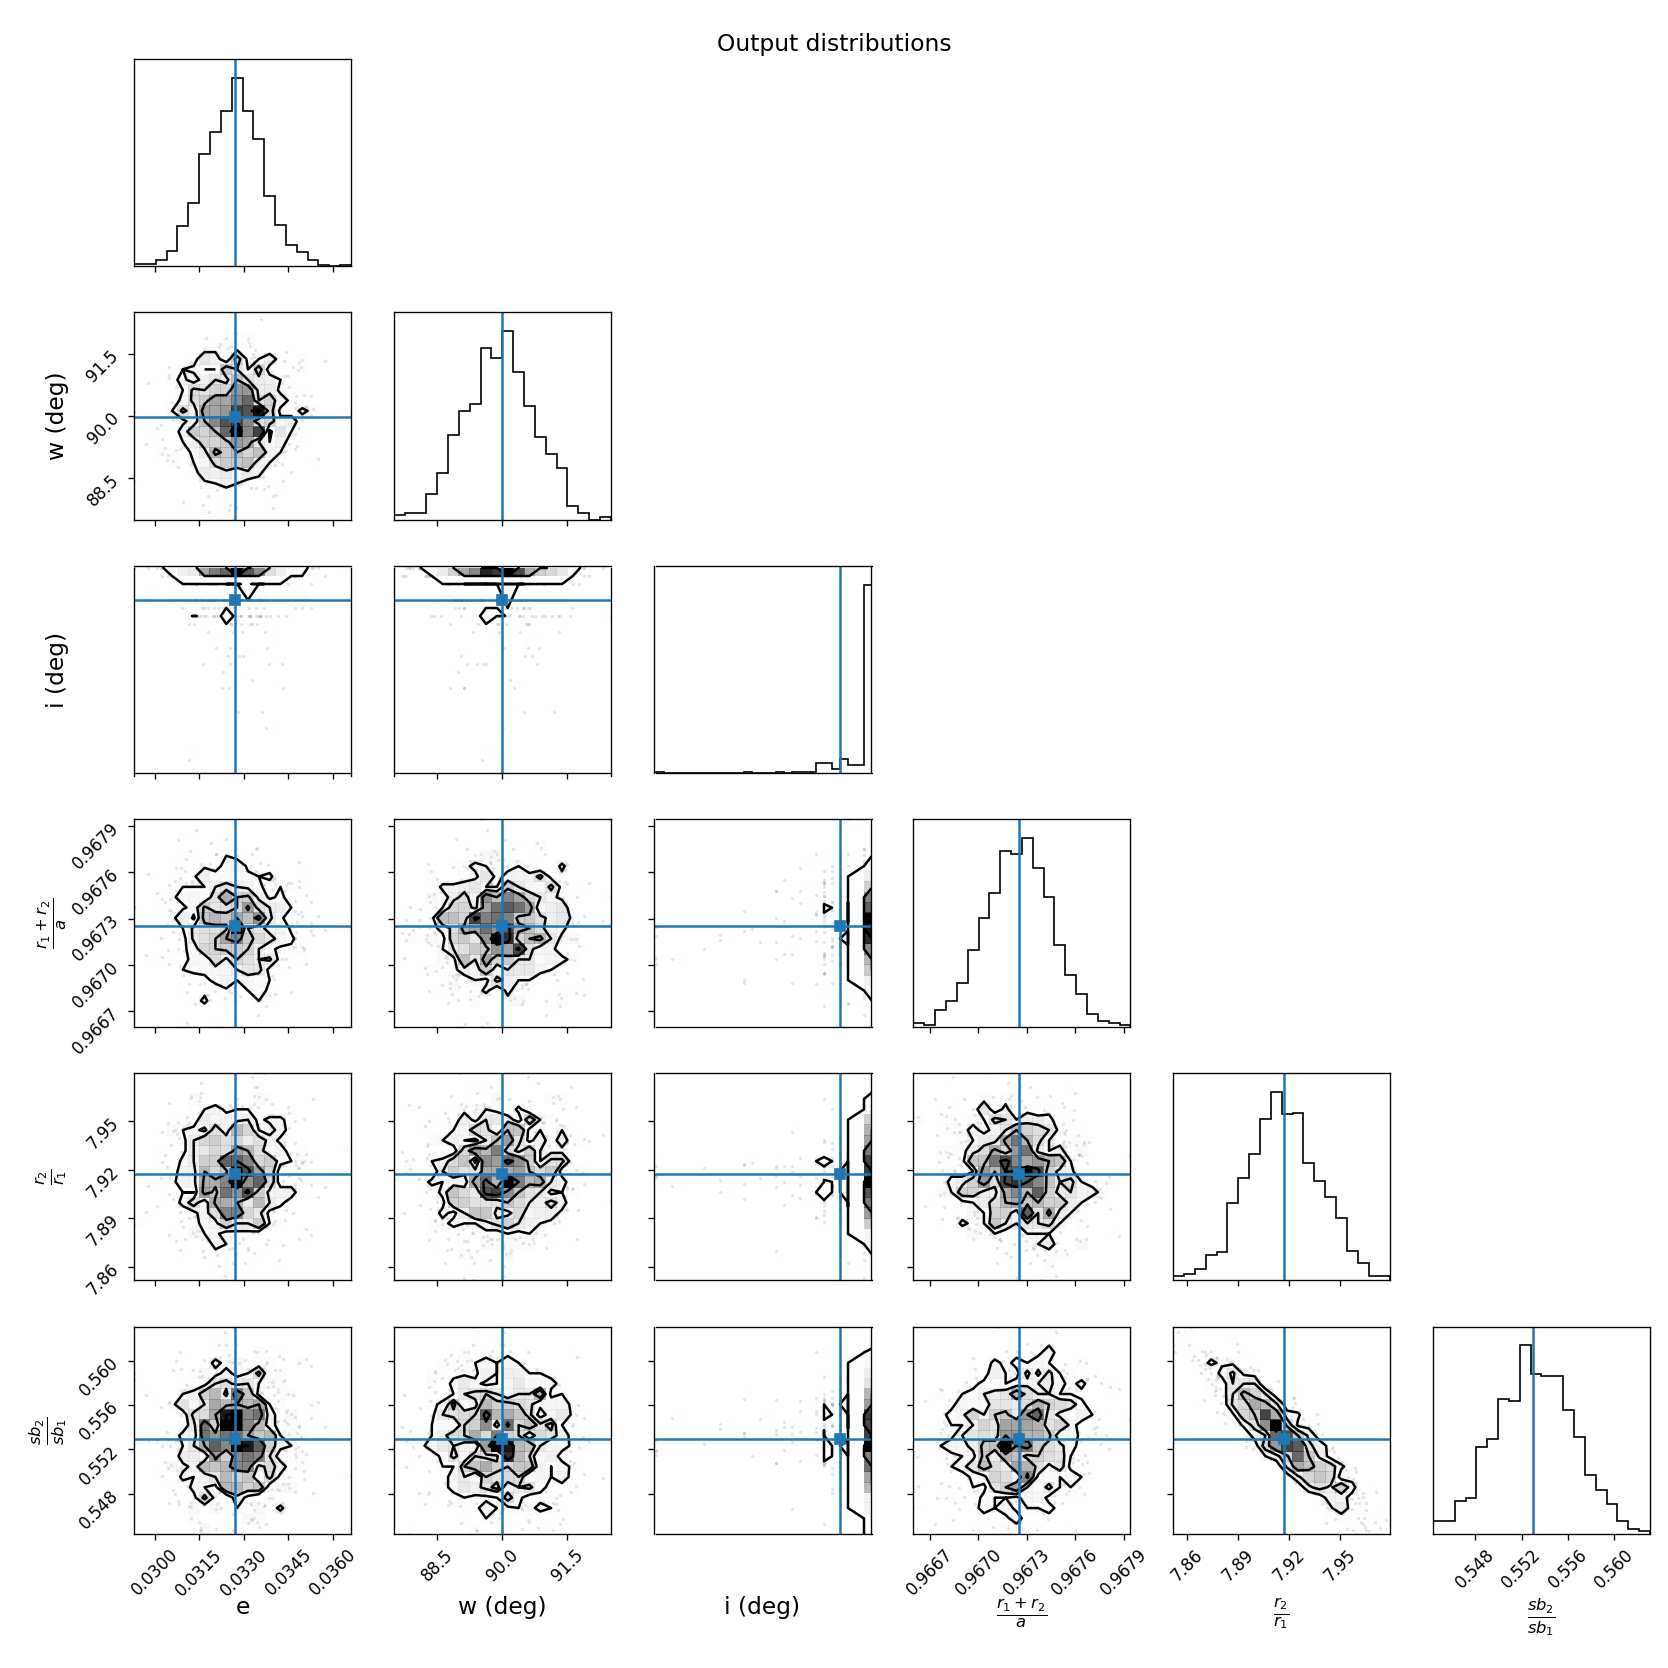 Output distributions
w (deg)
91.5
90.0
88.5
i (deg)
r₁ + r₂
a
0.9679
0.9676
0.9673
0.9670
0.9667
r₂
r₁
7.95
7.92
7.89
7.86
sb₂
sb₁
0.560
0.556
0.552
0.548
0.0300 0.0315 0.0330 0.0345 0.0360
88.5 90.0 91.5
0.9667 0.9670 0.9673 0.9676 0.9679
7.86 7.89 7.92 7.95
0.548 0.552 0.556 0.560
e
w (deg)
i (deg)
r₁ + r₂
a
r₂
r₁
sb₂
sb₁